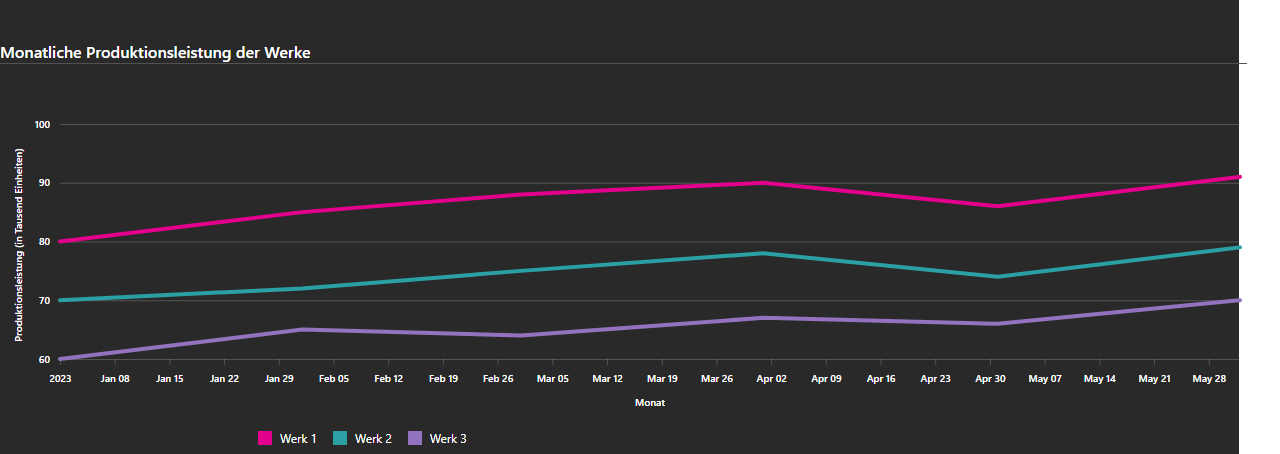 Monatliche Produktionsleistung der Werke
Produktionsleistung (in Tausend Einheiten)
100
90
80
70
60
2023 Jan 08 Jan 15 Jan 22 Jan 29 Feb 05 Feb 12 Feb 19 Feb 26 Mar 05 Mar 12 Mar 19 Mar 26 Apr 02 Apr 09 Apr 16 Apr 23 Apr 30 May 07 May 14 May 21 May 28
Monat
Werk 1 Werk 2 Werk 3